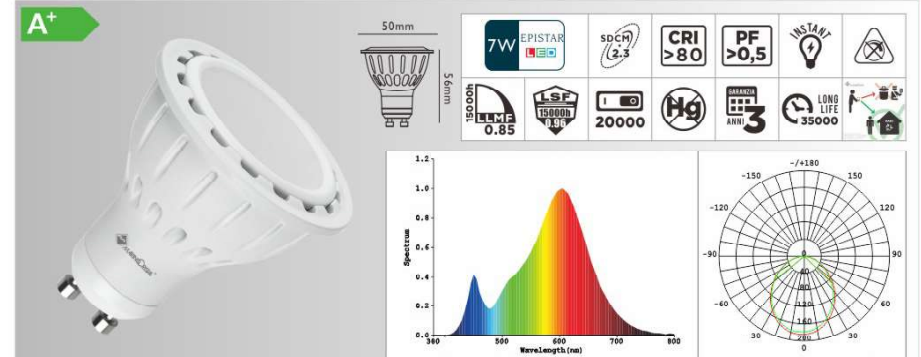 A+
50mm
56mm
7W EPISTAR LED
SDCM 2.3
CRI >80
PF >0,5
INSTANT
15000h LLMF 0.85
LSF 15000h 0.96
20000
Hg
GARANZIA ANNI 3
LONG LIFE 35000
1.2
1.0
0.8
0.6
0.4
0.2
0.0
Spectrum
380 500 600 700 800
Wavelength(nm)
-/+180
-150 150
-120 120
-90 90
-60 60
30 30
0
0
40
80
120
160
200